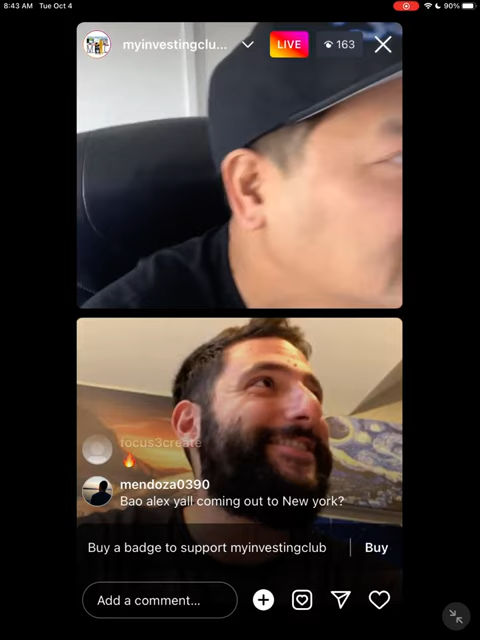 8:43 AM Tue Oct 4
90%
myinvestingclu...
LIVE
163
focus3create
🔥
mendoza0390
Bao alex yall coming out to New york?
Buy a badge to support myinvestingclub
Buy
Add a comment...